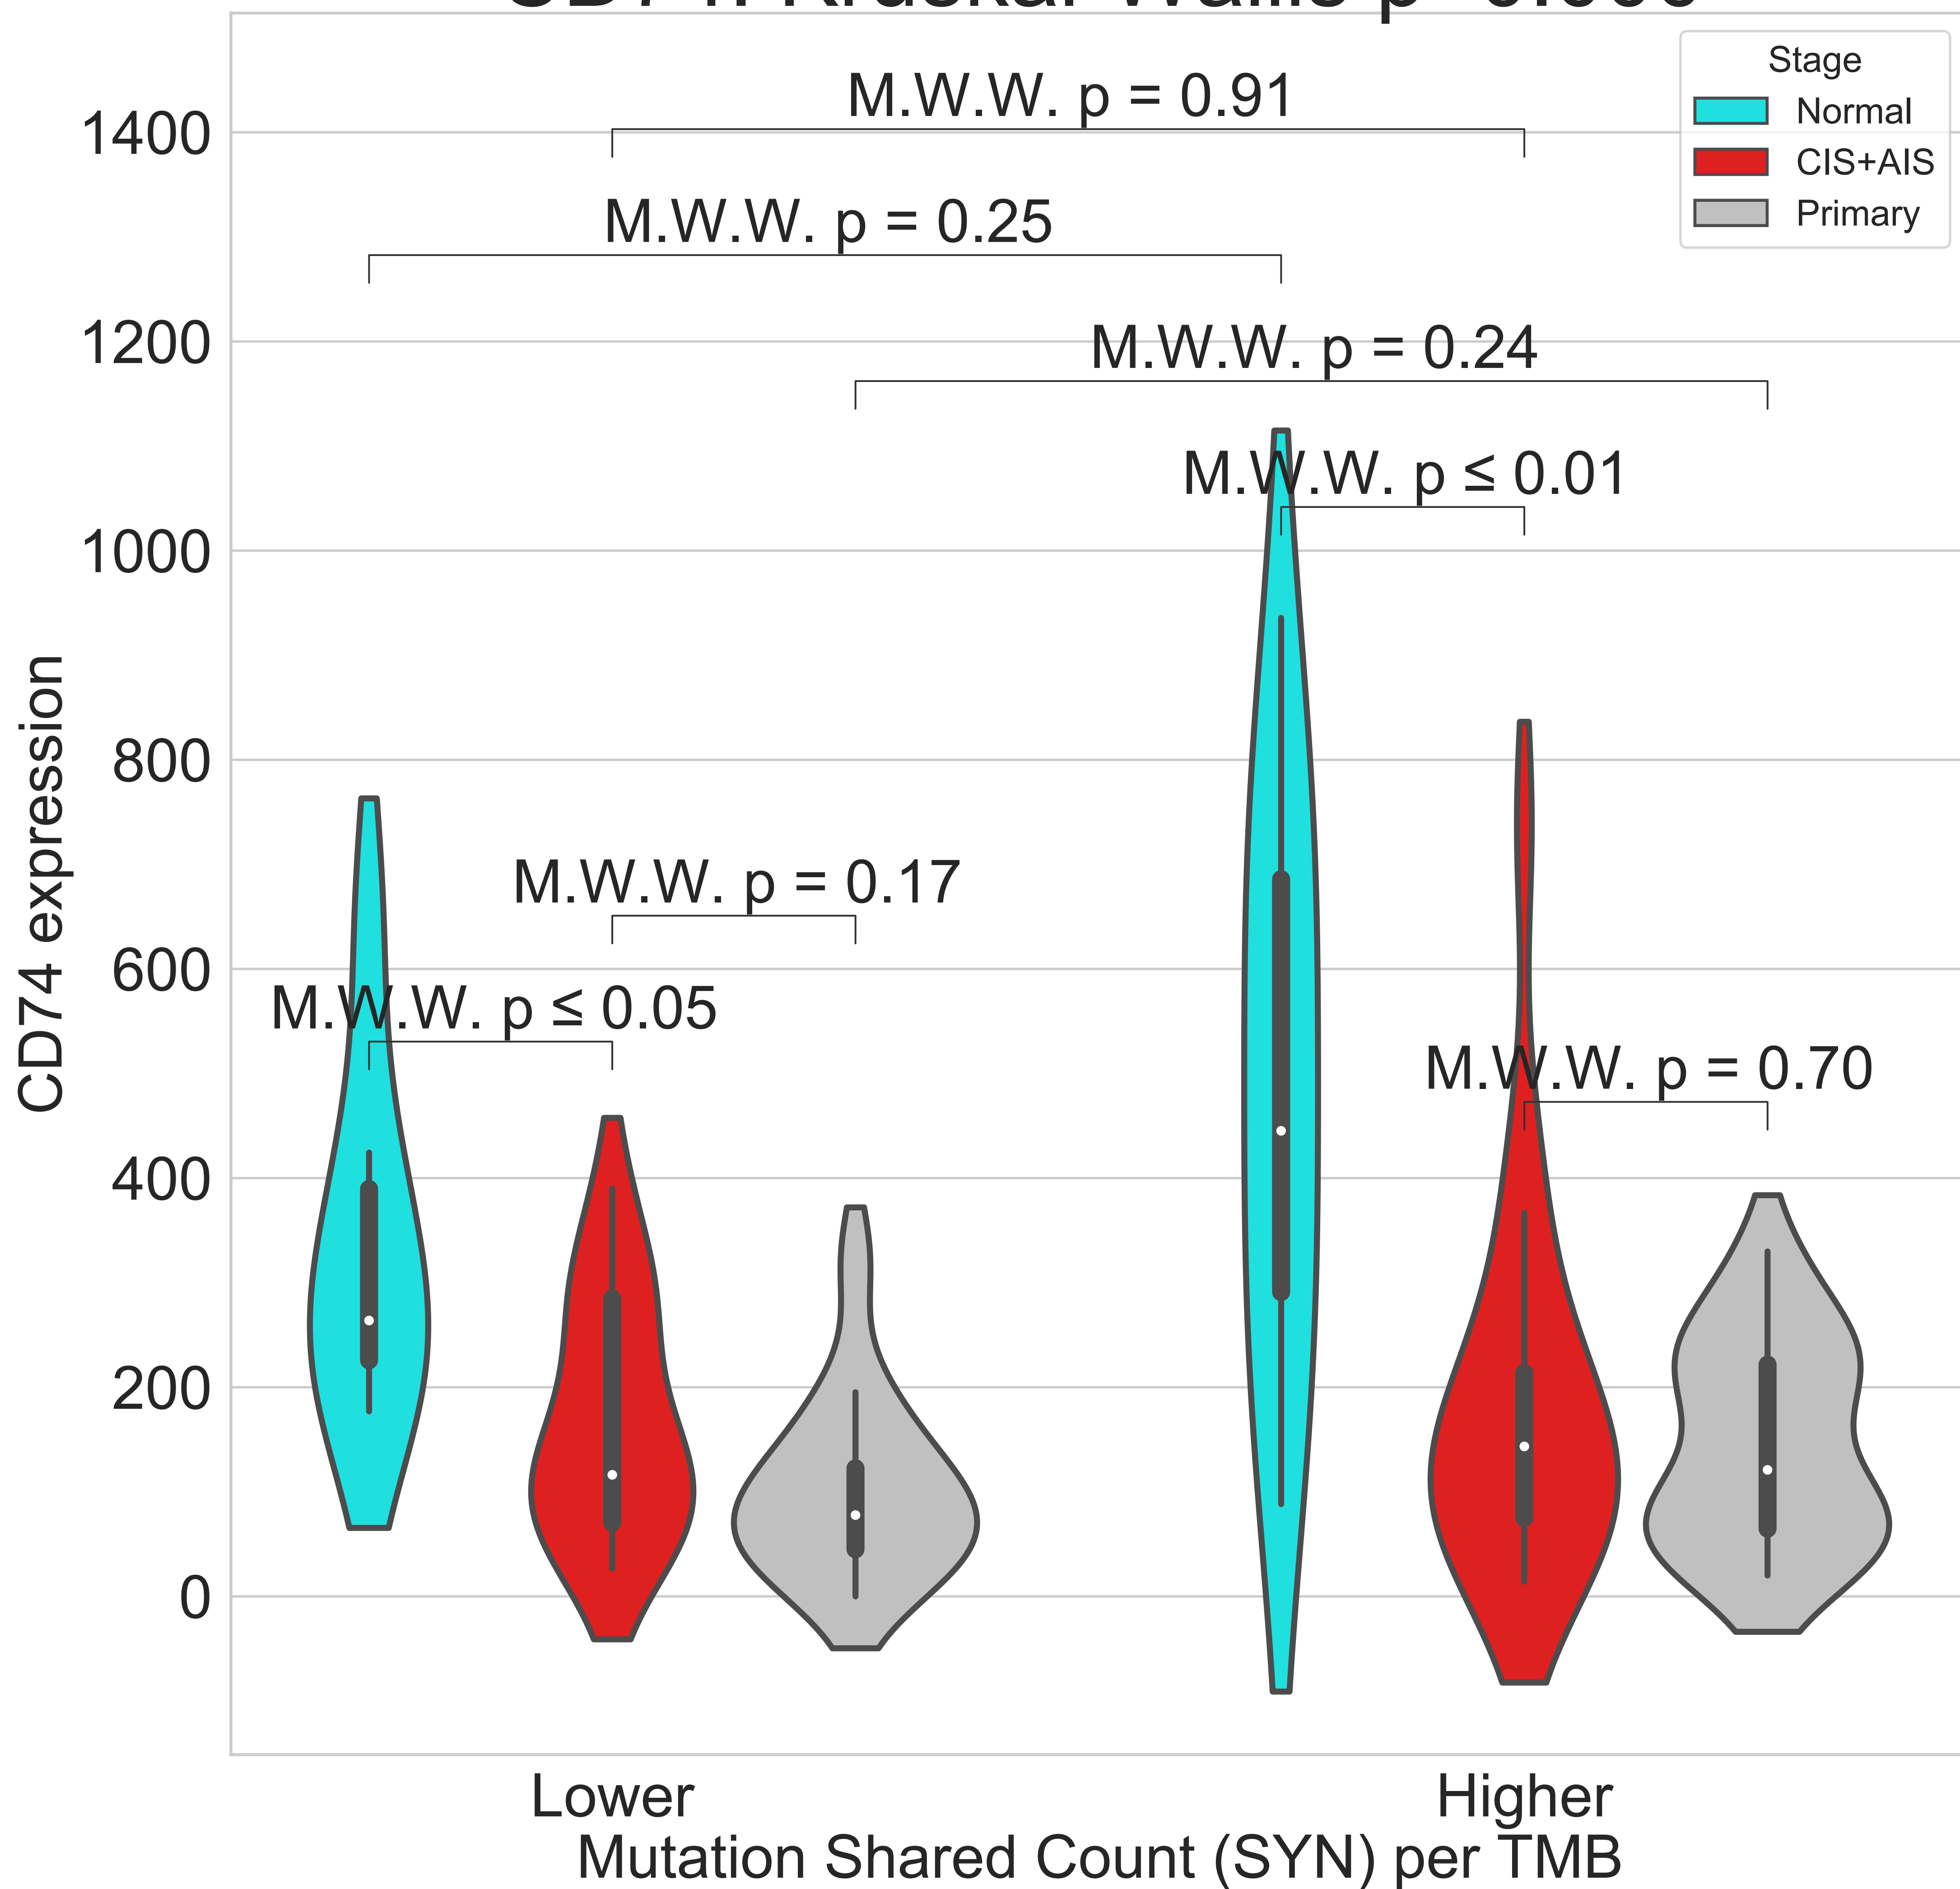 Stage
Normal
CIS+AIS
Primary
M.W.W. p = 0.91
M.W.W. p = 0.25
M.W.W. p = 0.24
M.W.W. p ≤ 0.01
M.W.W. p = 0.17
M.W.W. p ≤ 0.05
M.W.W. p = 0.70
1400
1200
1000
800
600
400
200
0
CD74 expression
Lower
Higher
Mutation Shared Count (SYN) per TMB